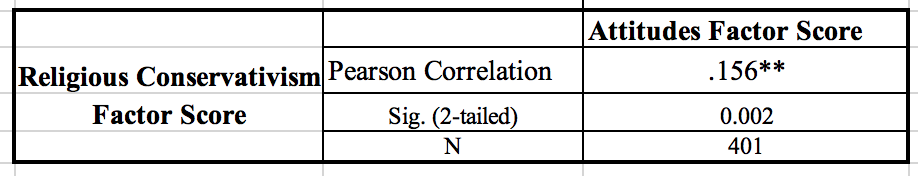 Attitudes Factor Score
Religious Conservativism
Factor Score
Pearson Correlation
.156**
Sig. (2-tailed)
0.002
N
401